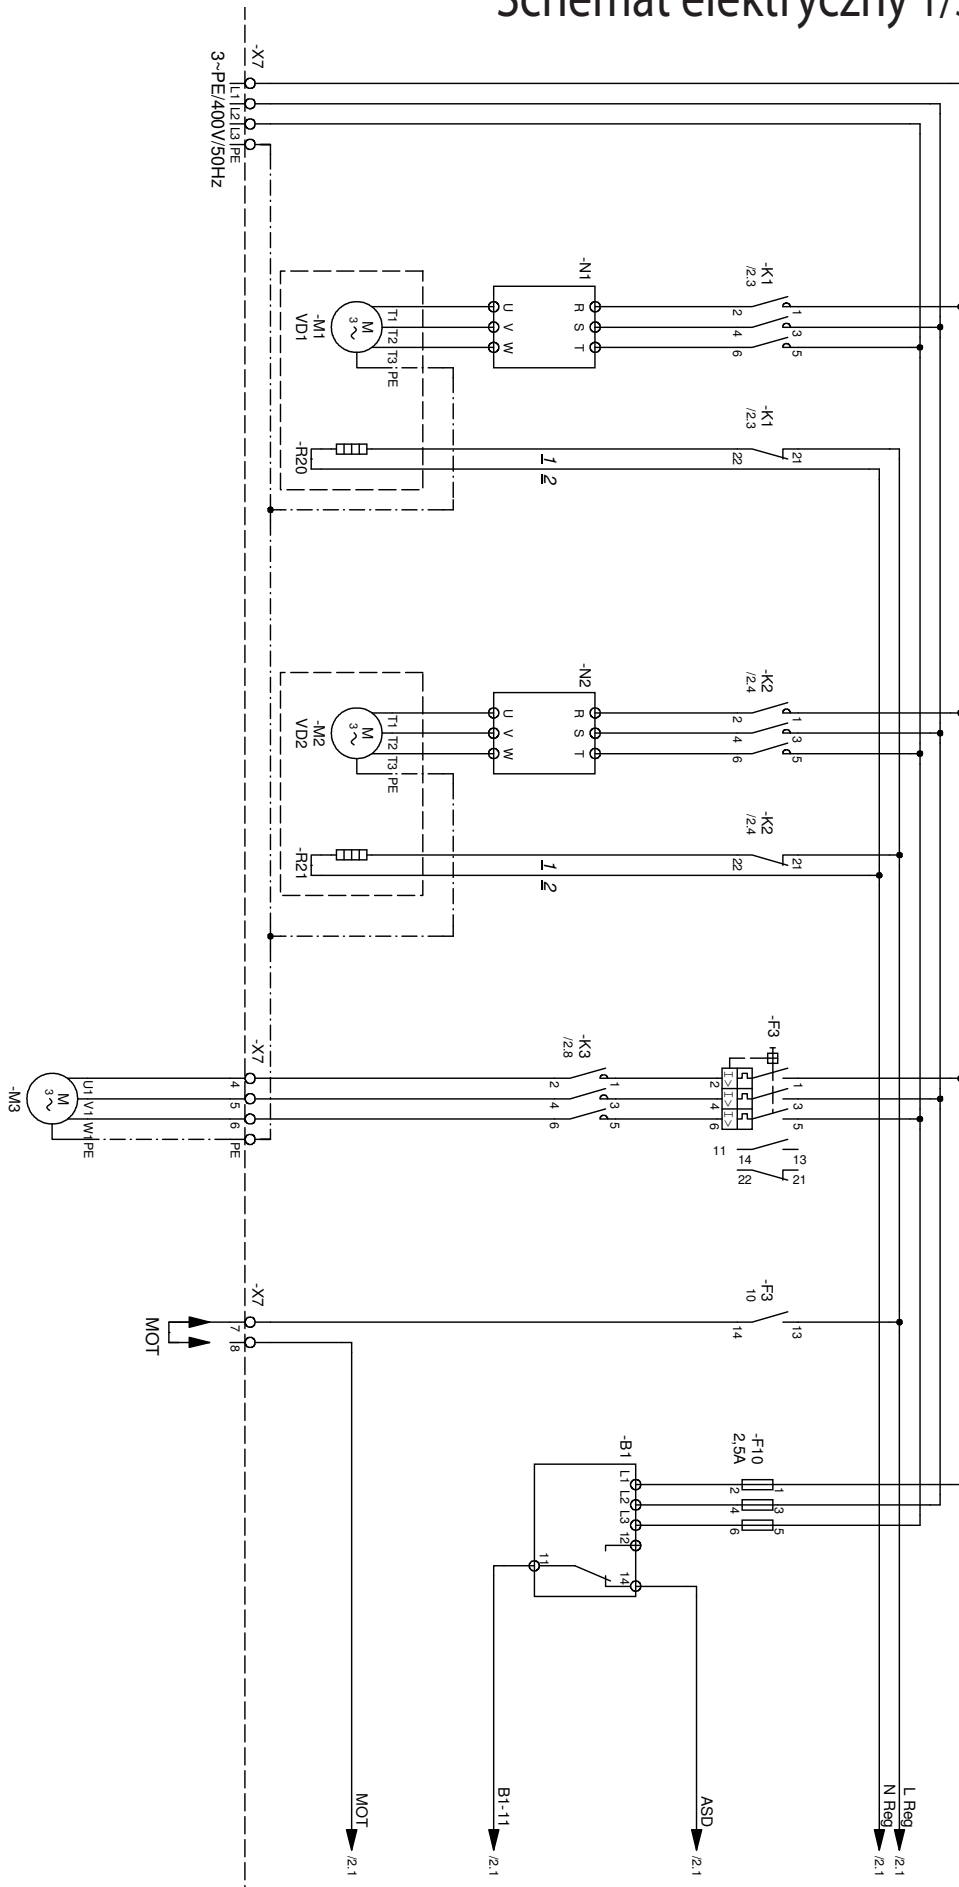 Schemat elektryczny 1/
-X7
L1
L2
L3
PE
3~PE/400V/50Hz
-M1
VD1
M
3~
T1
T2
T3
PE
-N1
U
V
W
R
S
T
-K1
/2.3
1
2
3
4
5
6
-R20
1
2
-K1
/2.3
21
22
-M2
VD2
M
3~
T1
T2
T3
PE
-N2
U
V
W
R
S
T
-K2
/2.4
1
2
3
4
5
6
-R21
1
2
-K2
/2.4
21
22
-M3
M
3~
U1
V1
W1
PE
-X7
4
5
6
PE
-K3
/2.8
1
2
3
4
5
6
-F3
I>
I>
I>
1
2
3
4
5
6
11
13
14
21
22
MOT
-X7
7
8
-F3
10
13
14
-F10
2,5A
1
2
3
4
5
6
-B1
L1
L2
L3
12
14
11
MOT
/2.1
B1-11
/2.1
ASD
/2.1
N Reg
/2.1
L Reg
/2.1